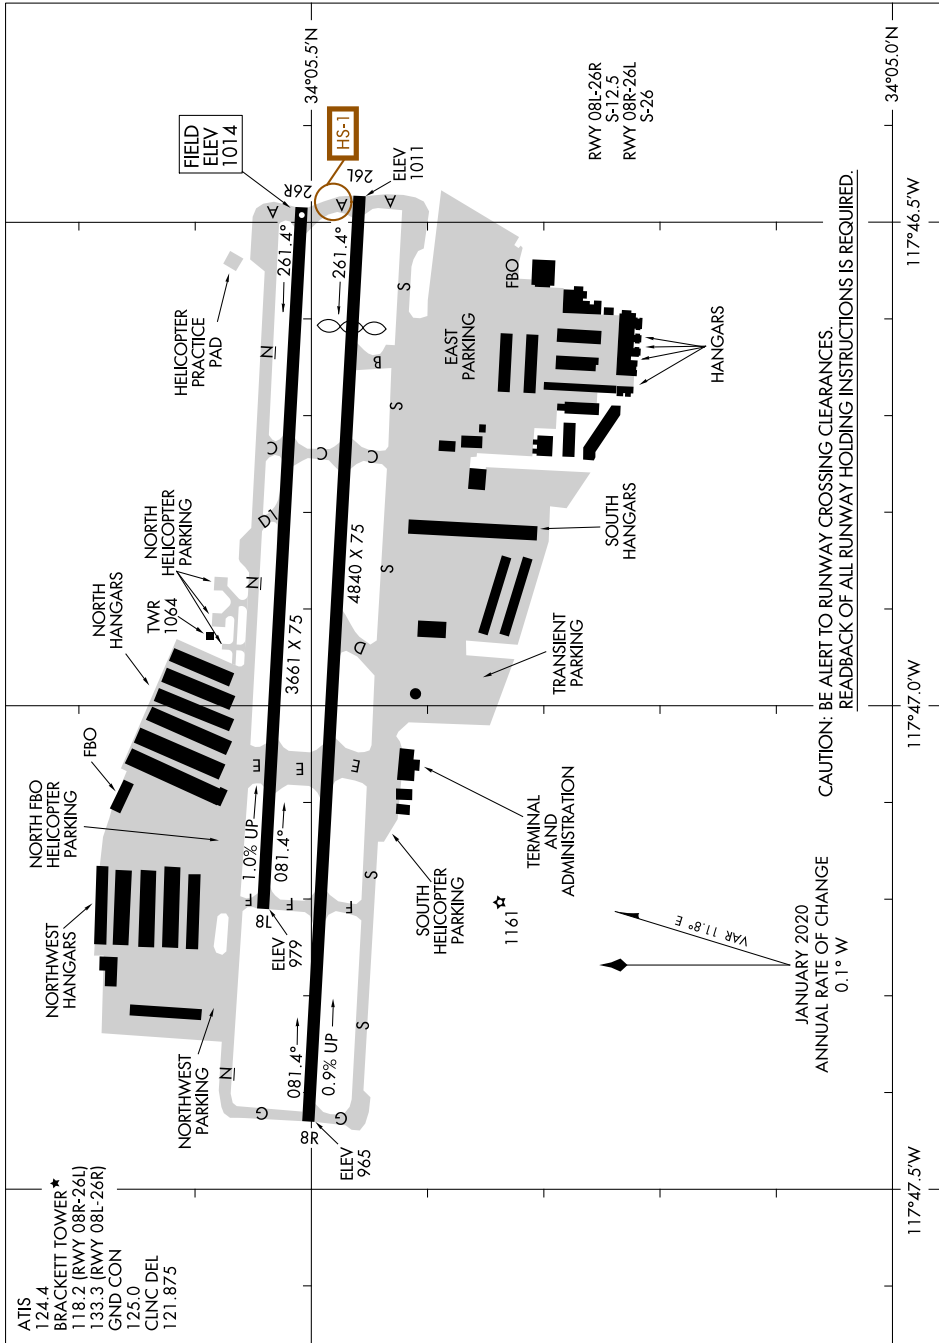 ATIS
124.4
BRACKETT TOWER★
118.2 (RWY 08R-26L)
133.3 (RWY 08L-26R)
GND CON
125.0
CLNC DEL
121.875
NORTHWEST
HANGARS
NORTH FBO
HELICOPTER
PARKING
FBO
NORTH
HANGARS
TWR
1064
NORTH
HELICOPTER
PARKING
HELICOPTER
PRACTICE
PAD
FIELD
ELEV
1014
NORTHWEST
PARKING
N
N
N
G
G
F
F
F
E
E
E
D
D1
C
C
C
B
A
A
A
S
S
S
S
S
8L
26R
ELEV
979
1.0% UP
081.4°
3661 X 75
261.4°
8R
26L
ELEV
965
081.4°
0.9% UP
4840 X 75
261.4°
ELEV
1011
HS-1
SOUTH
HELICOPTER
PARKING
1161
TERMINAL
AND
ADMINISTRATION
TRANSIENT
PARKING
SOUTH
HANGARS
EAST
PARKING
FBO
HANGARS
RWY 08L-26R
S-12.5
RWY 08R-26L
S-26
VAR 11.8° E
JANUARY 2020
ANNUAL RATE OF CHANGE
0.1° W
CAUTION: BE ALERT TO RUNWAY CROSSING CLEARANCES.
READBACK OF ALL RUNWAY HOLDING INSTRUCTIONS IS REQUIRED.
34°05.5'N
34°05.0'N
117°47.5'W
117°47.0'W
117°46.5'W